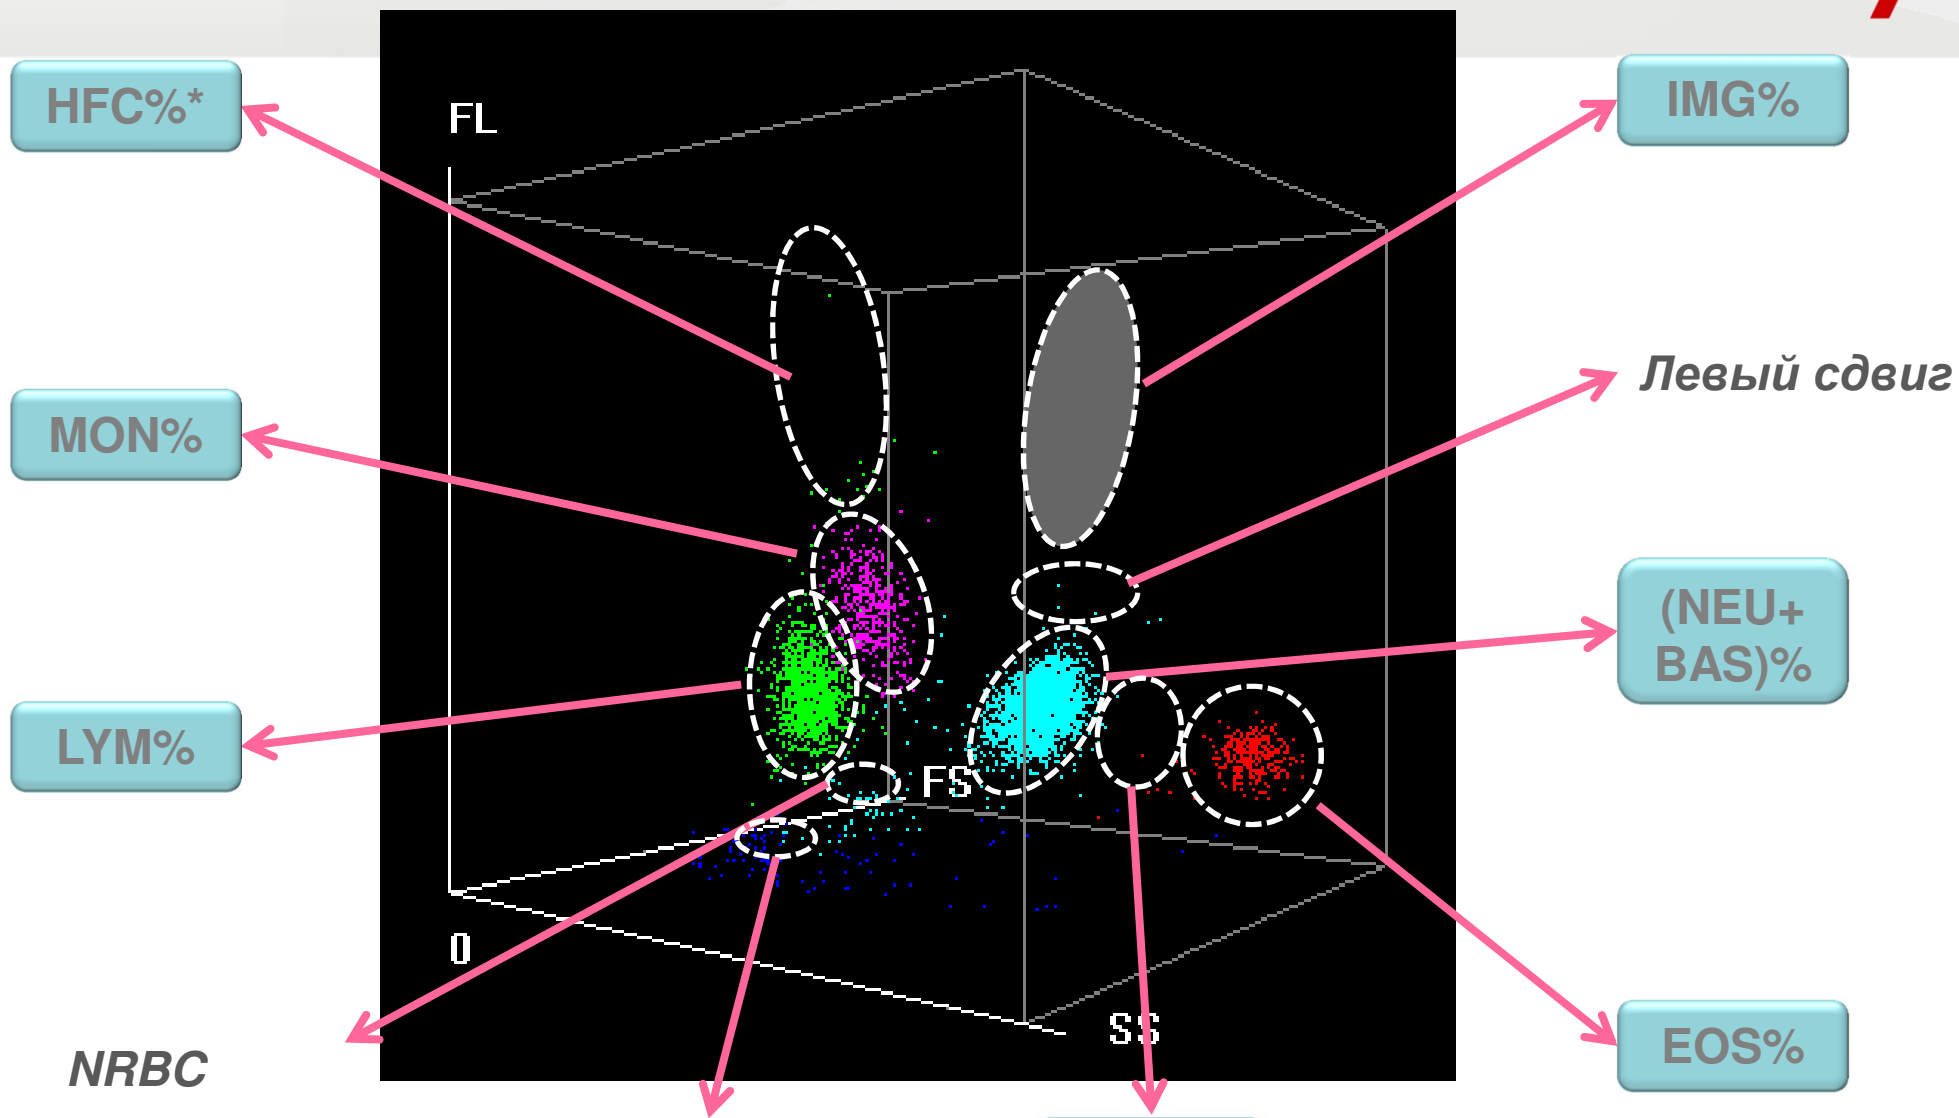 HFC%*
IMG%
FL
Левый сдвиг
MON%
(NEU+
BAS)%
LYM%
FS
0
SS
EOS%
NRBC